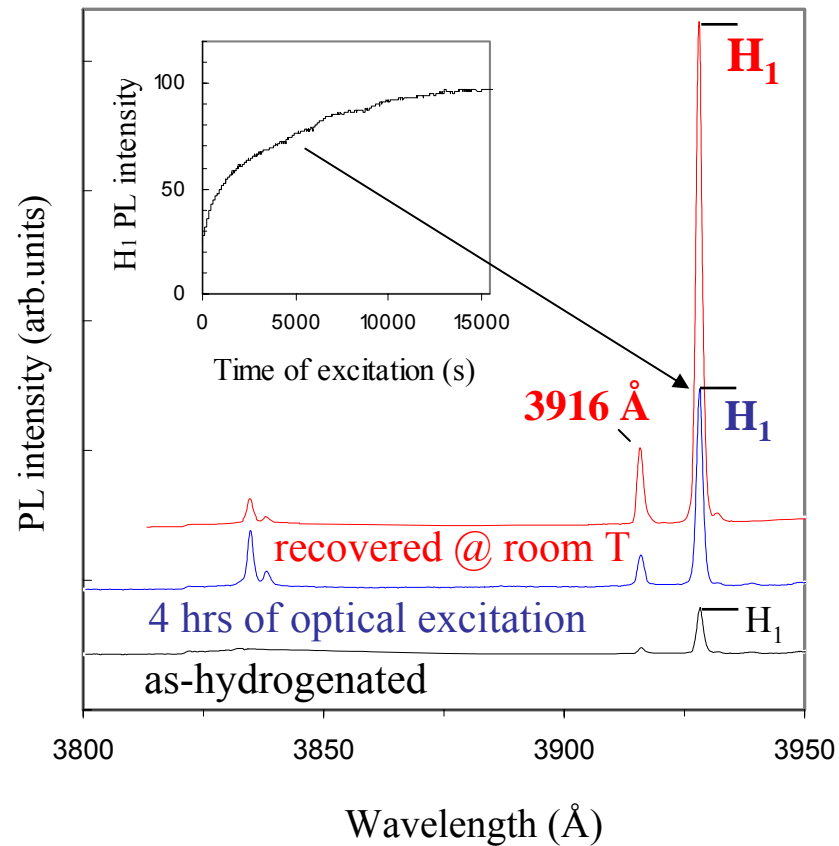 H₁
100
50
0
H₁ PL intensity
0 5000 10000 15000
Time of excitation (s)
3916 Å
H₁
PL intensity (arb.units)
recovered @ room T
4 hrs of optical excitation
H₁
as-hydrogenated
3800 3850 3900 3950
Wavelength (Å)